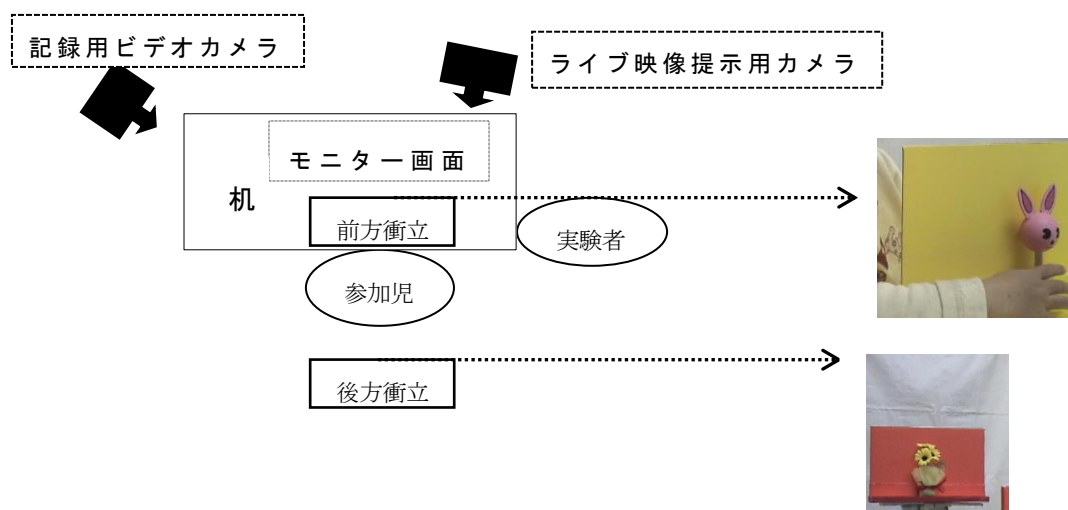 記録用ビデオカメラ
ライブ映像提示用カメラ
モニター画面
机
前方衝立
実験者
参加児
後方衝立